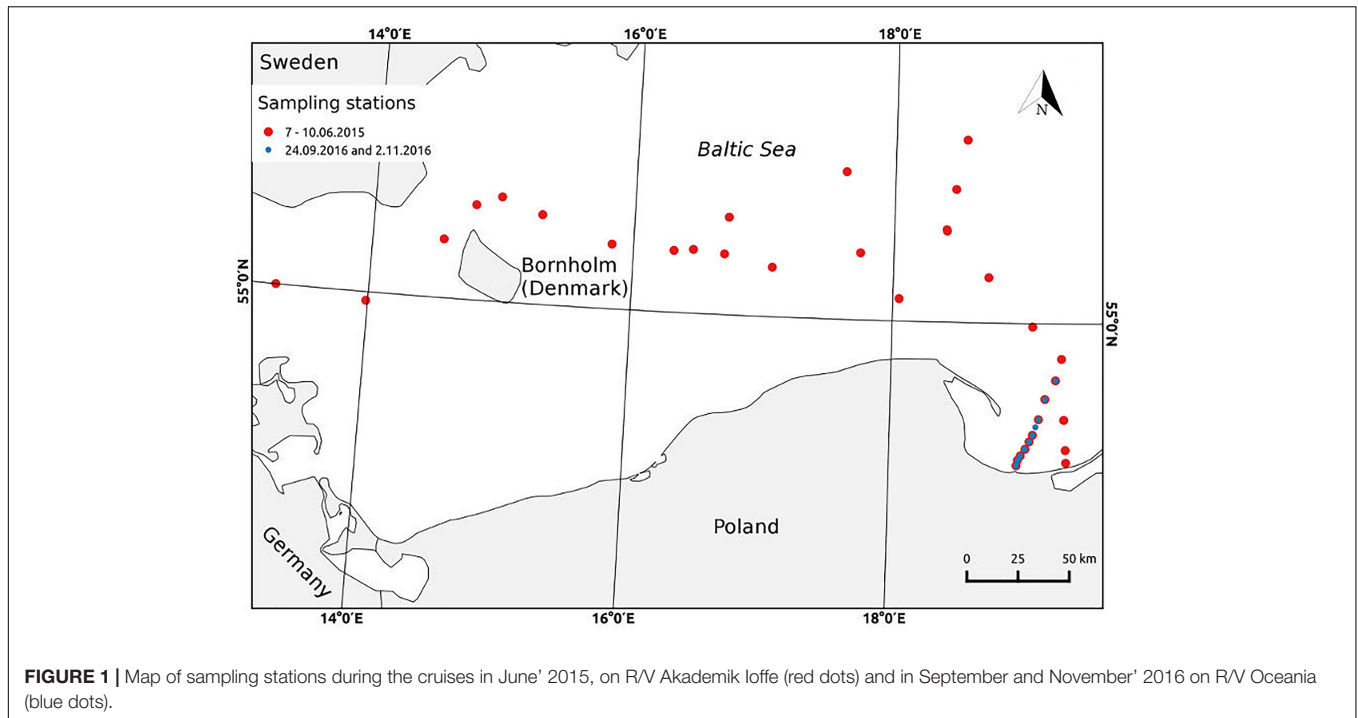 14°0′E 16°0′E 18°0′E
Sweden
Sampling stations
7 - 10.06.2015
24.09.2016 and 2.11.2016
N
Baltic Sea
Bornholm
(Denmark)
55°0′N
55°0′N
Poland
Germany
0 25 50 km
14°0′E 16°0′E 18°0′E
FIGURE 1 | Map of sampling stations during the cruises in June' 2015, on R/V Akademik Ioffe (red dots) and in September and November' 2016 on R/V Oceania
(blue dots).